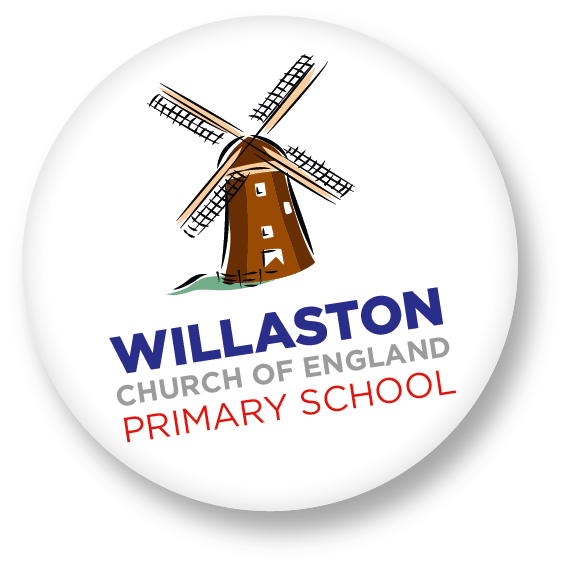 WILLASTON
CHURCH OF ENGLAND
PRIMARY SCHOOL